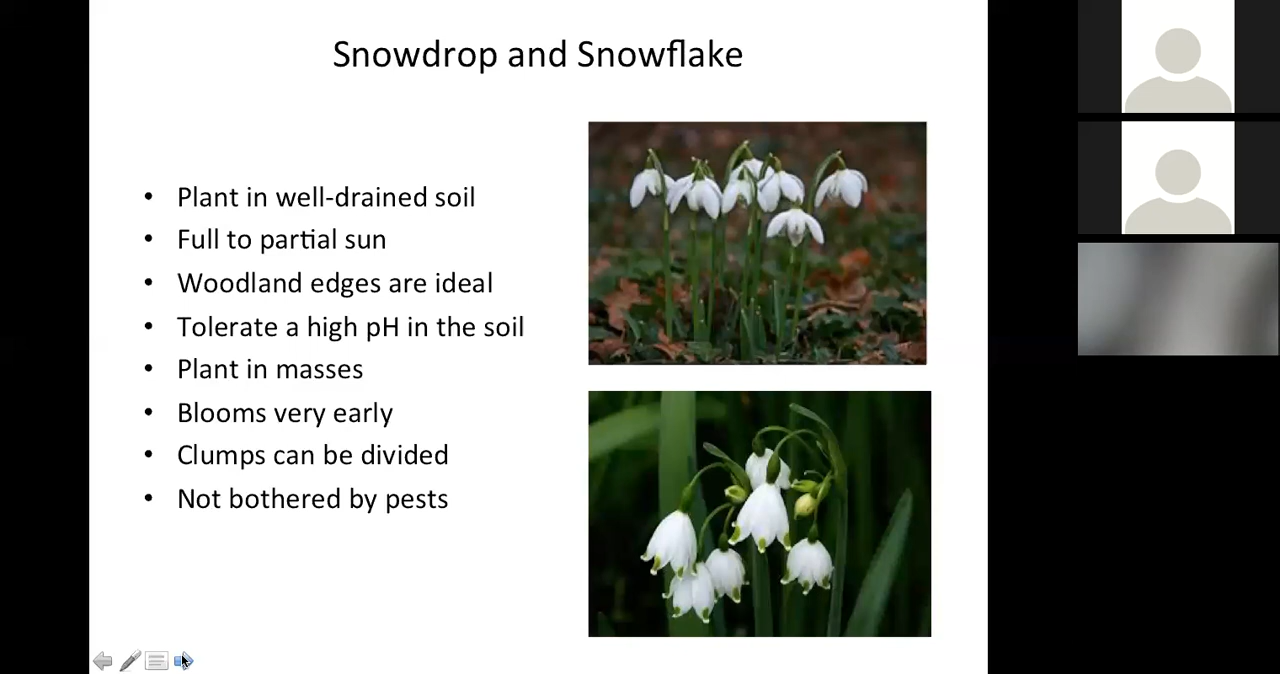 Snowdrop and Snowflake
• Plant in well-drained soil
• Full to partial sun
• Woodland edges are ideal
• Tolerate a high pH in the soil
• Plant in masses
• Blooms very early
• Clumps can be divided
• Not bothered by pests